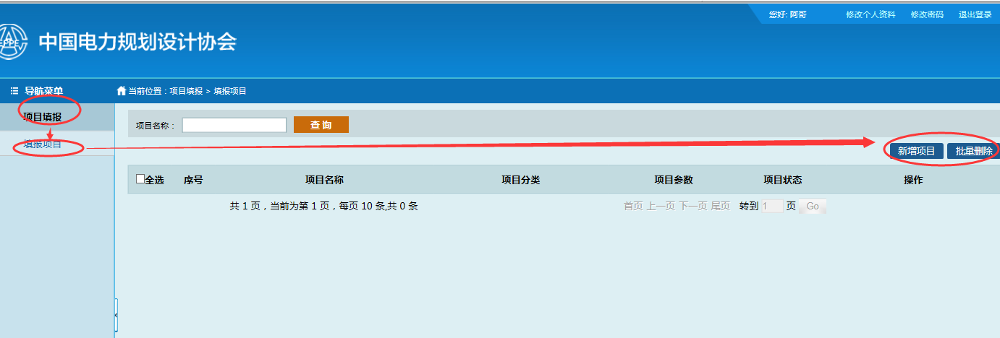 您好: 阿哥 修改个人资料 修改密码 退出登录
中国电力规划设计协会
导航菜单 当前位置：项目填报 > 填报项目
项目填报
项目名称： 查询
填报项目
新增项目 批量删除
全选 序号 项目名称 项目分类 项目参数 项目状态 操作
共 1 页，当前为第 1 页，每页 10 条,共 0 条 首页 上一页 下一页 尾页 转到 1 页 Go